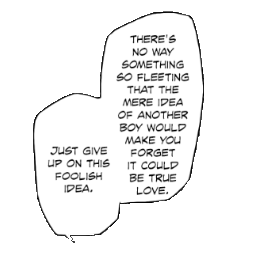 THERE'S
NO WAY
SOMETHING
SO FLEETING
THAT THE
MERE IDEA
OF ANOTHER
BOY WOULD
MAKE YOU
FORGET
IT COULD
BE TRUE
LOVE.
JUST GIVE
UP ON THIS
FOOLISH
IDEA.